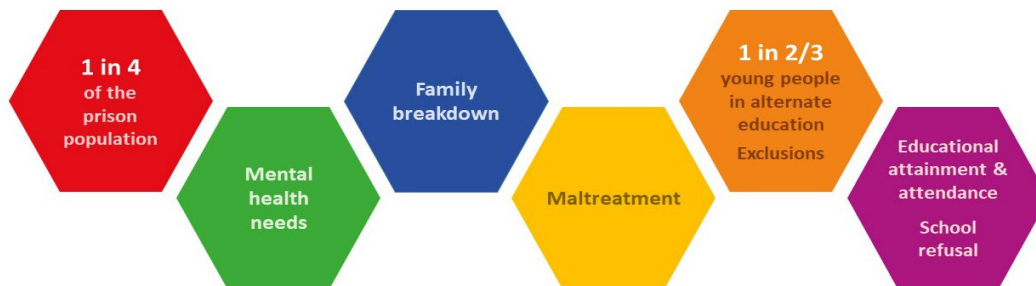 1 in 4
of the
prison
population
Mental
health
needs
Family
breakdown
Maltreatment
1 in 2/3
young people
in alternate
education
Exclusions
Educational
attainment &
attendance
School
refusal